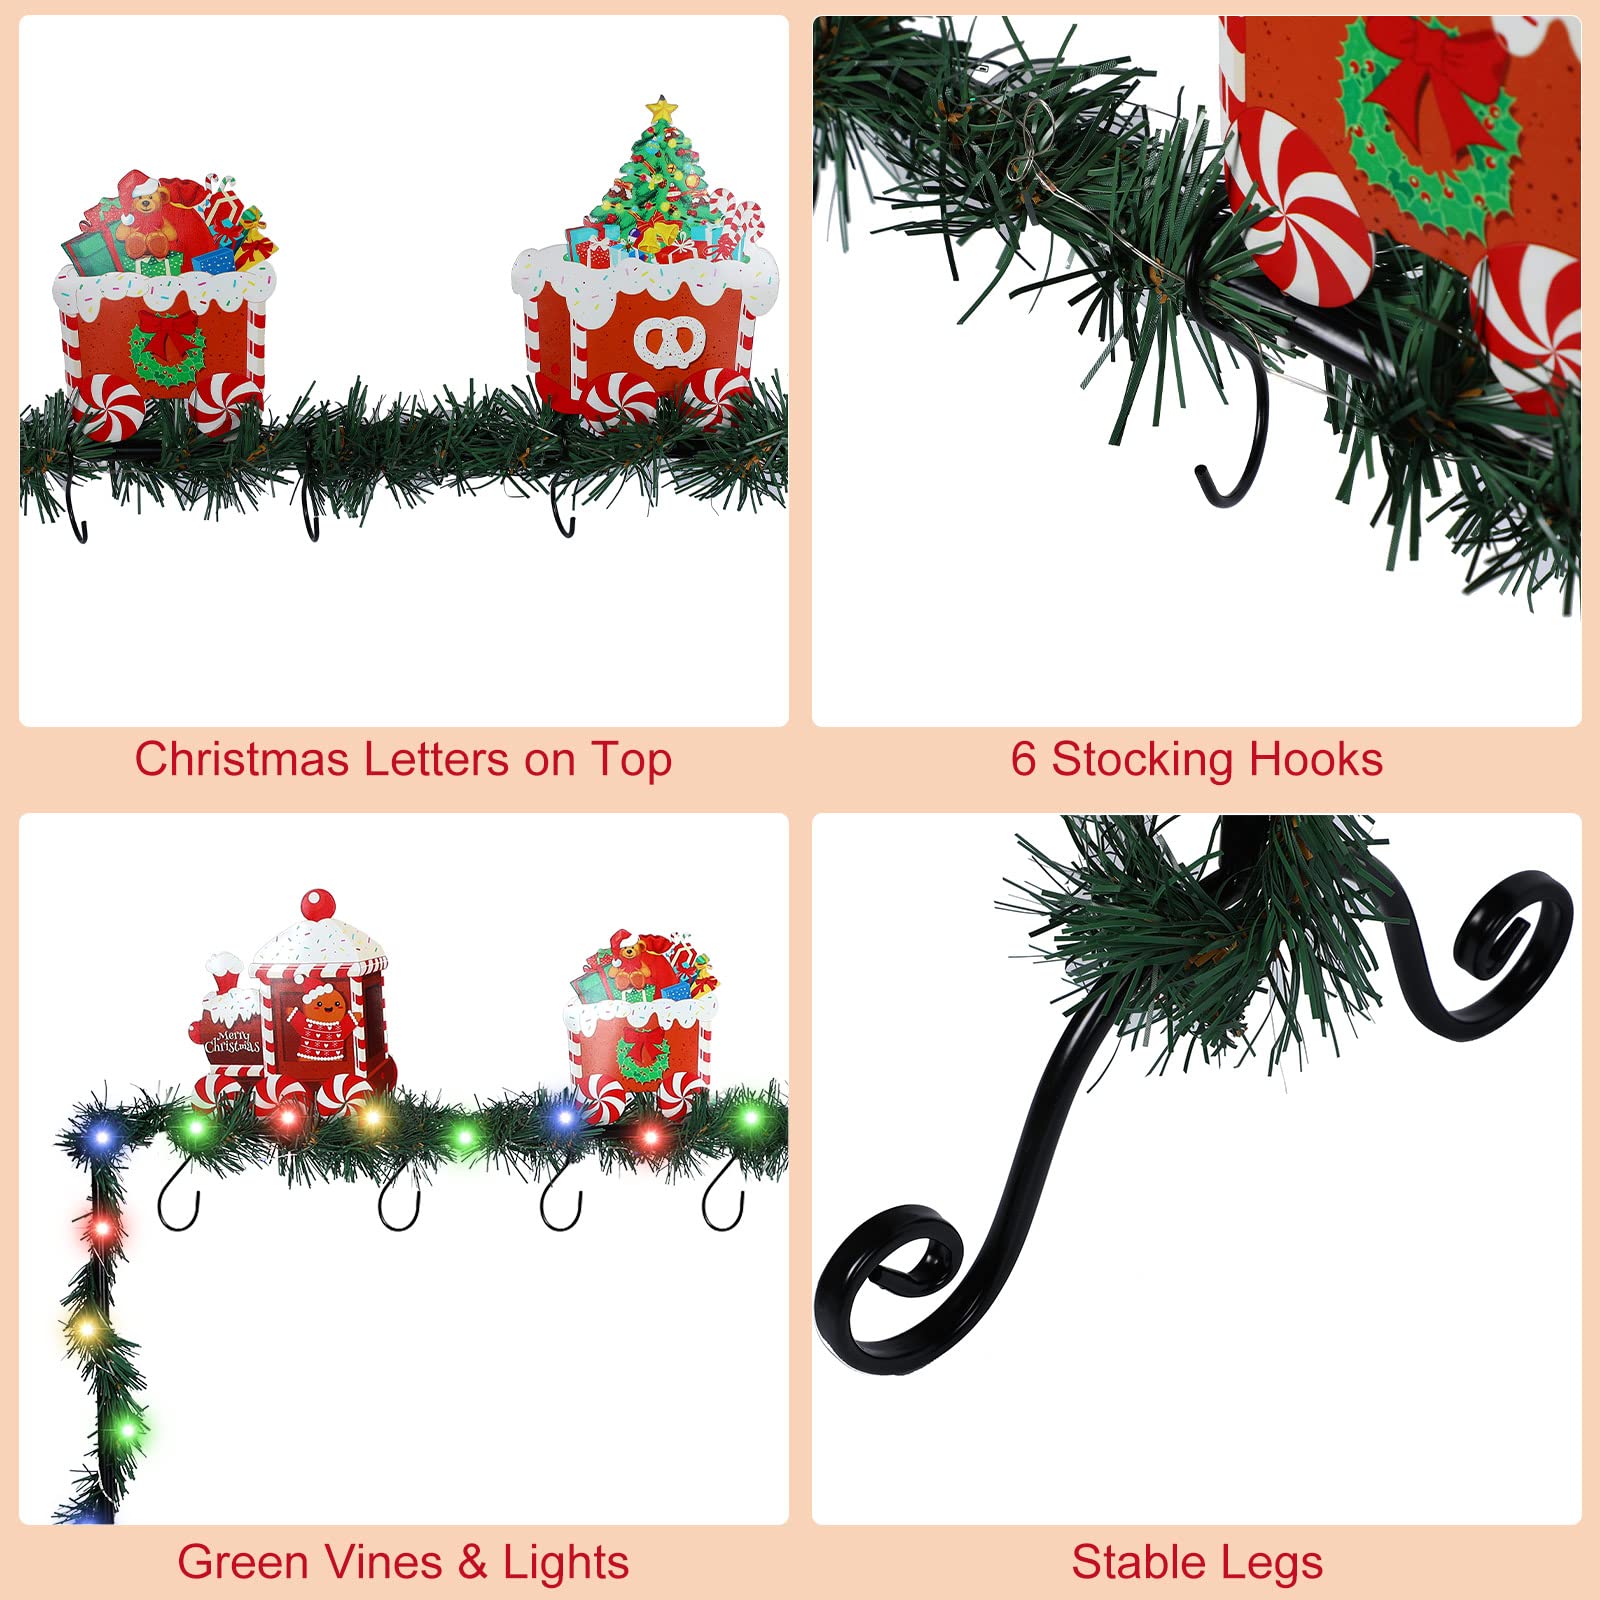 Christmas Letters on Top
6 Stocking Hooks
Merry
Christmas
Green Vines & Lights
Stable Legs